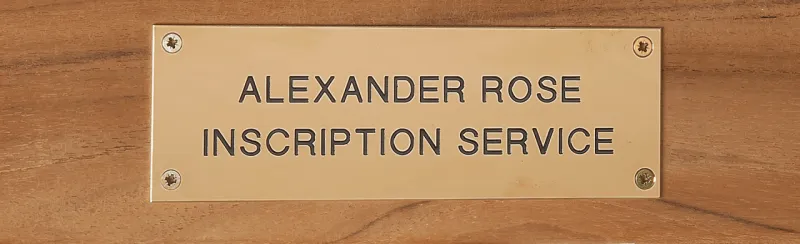 ALEXANDER ROSE
INSCRIPTION SERVICE